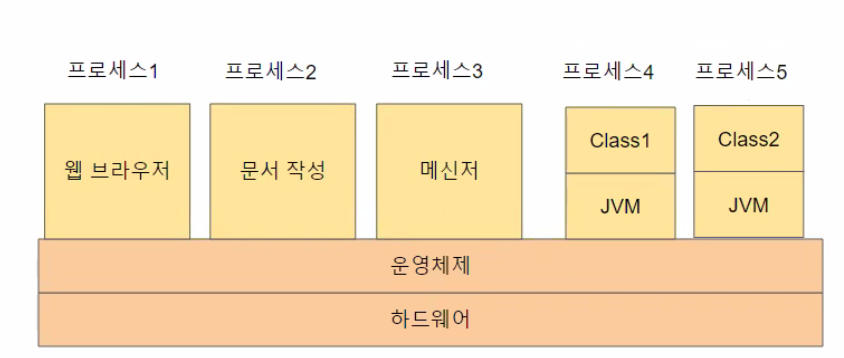 프로세스1
프로세스2
프로세스3
프로세스4
프로세스5
웹 브라우저
문서 작성
메신저
Class1
JVM
Class2
JVM
운영체제
하드웨어